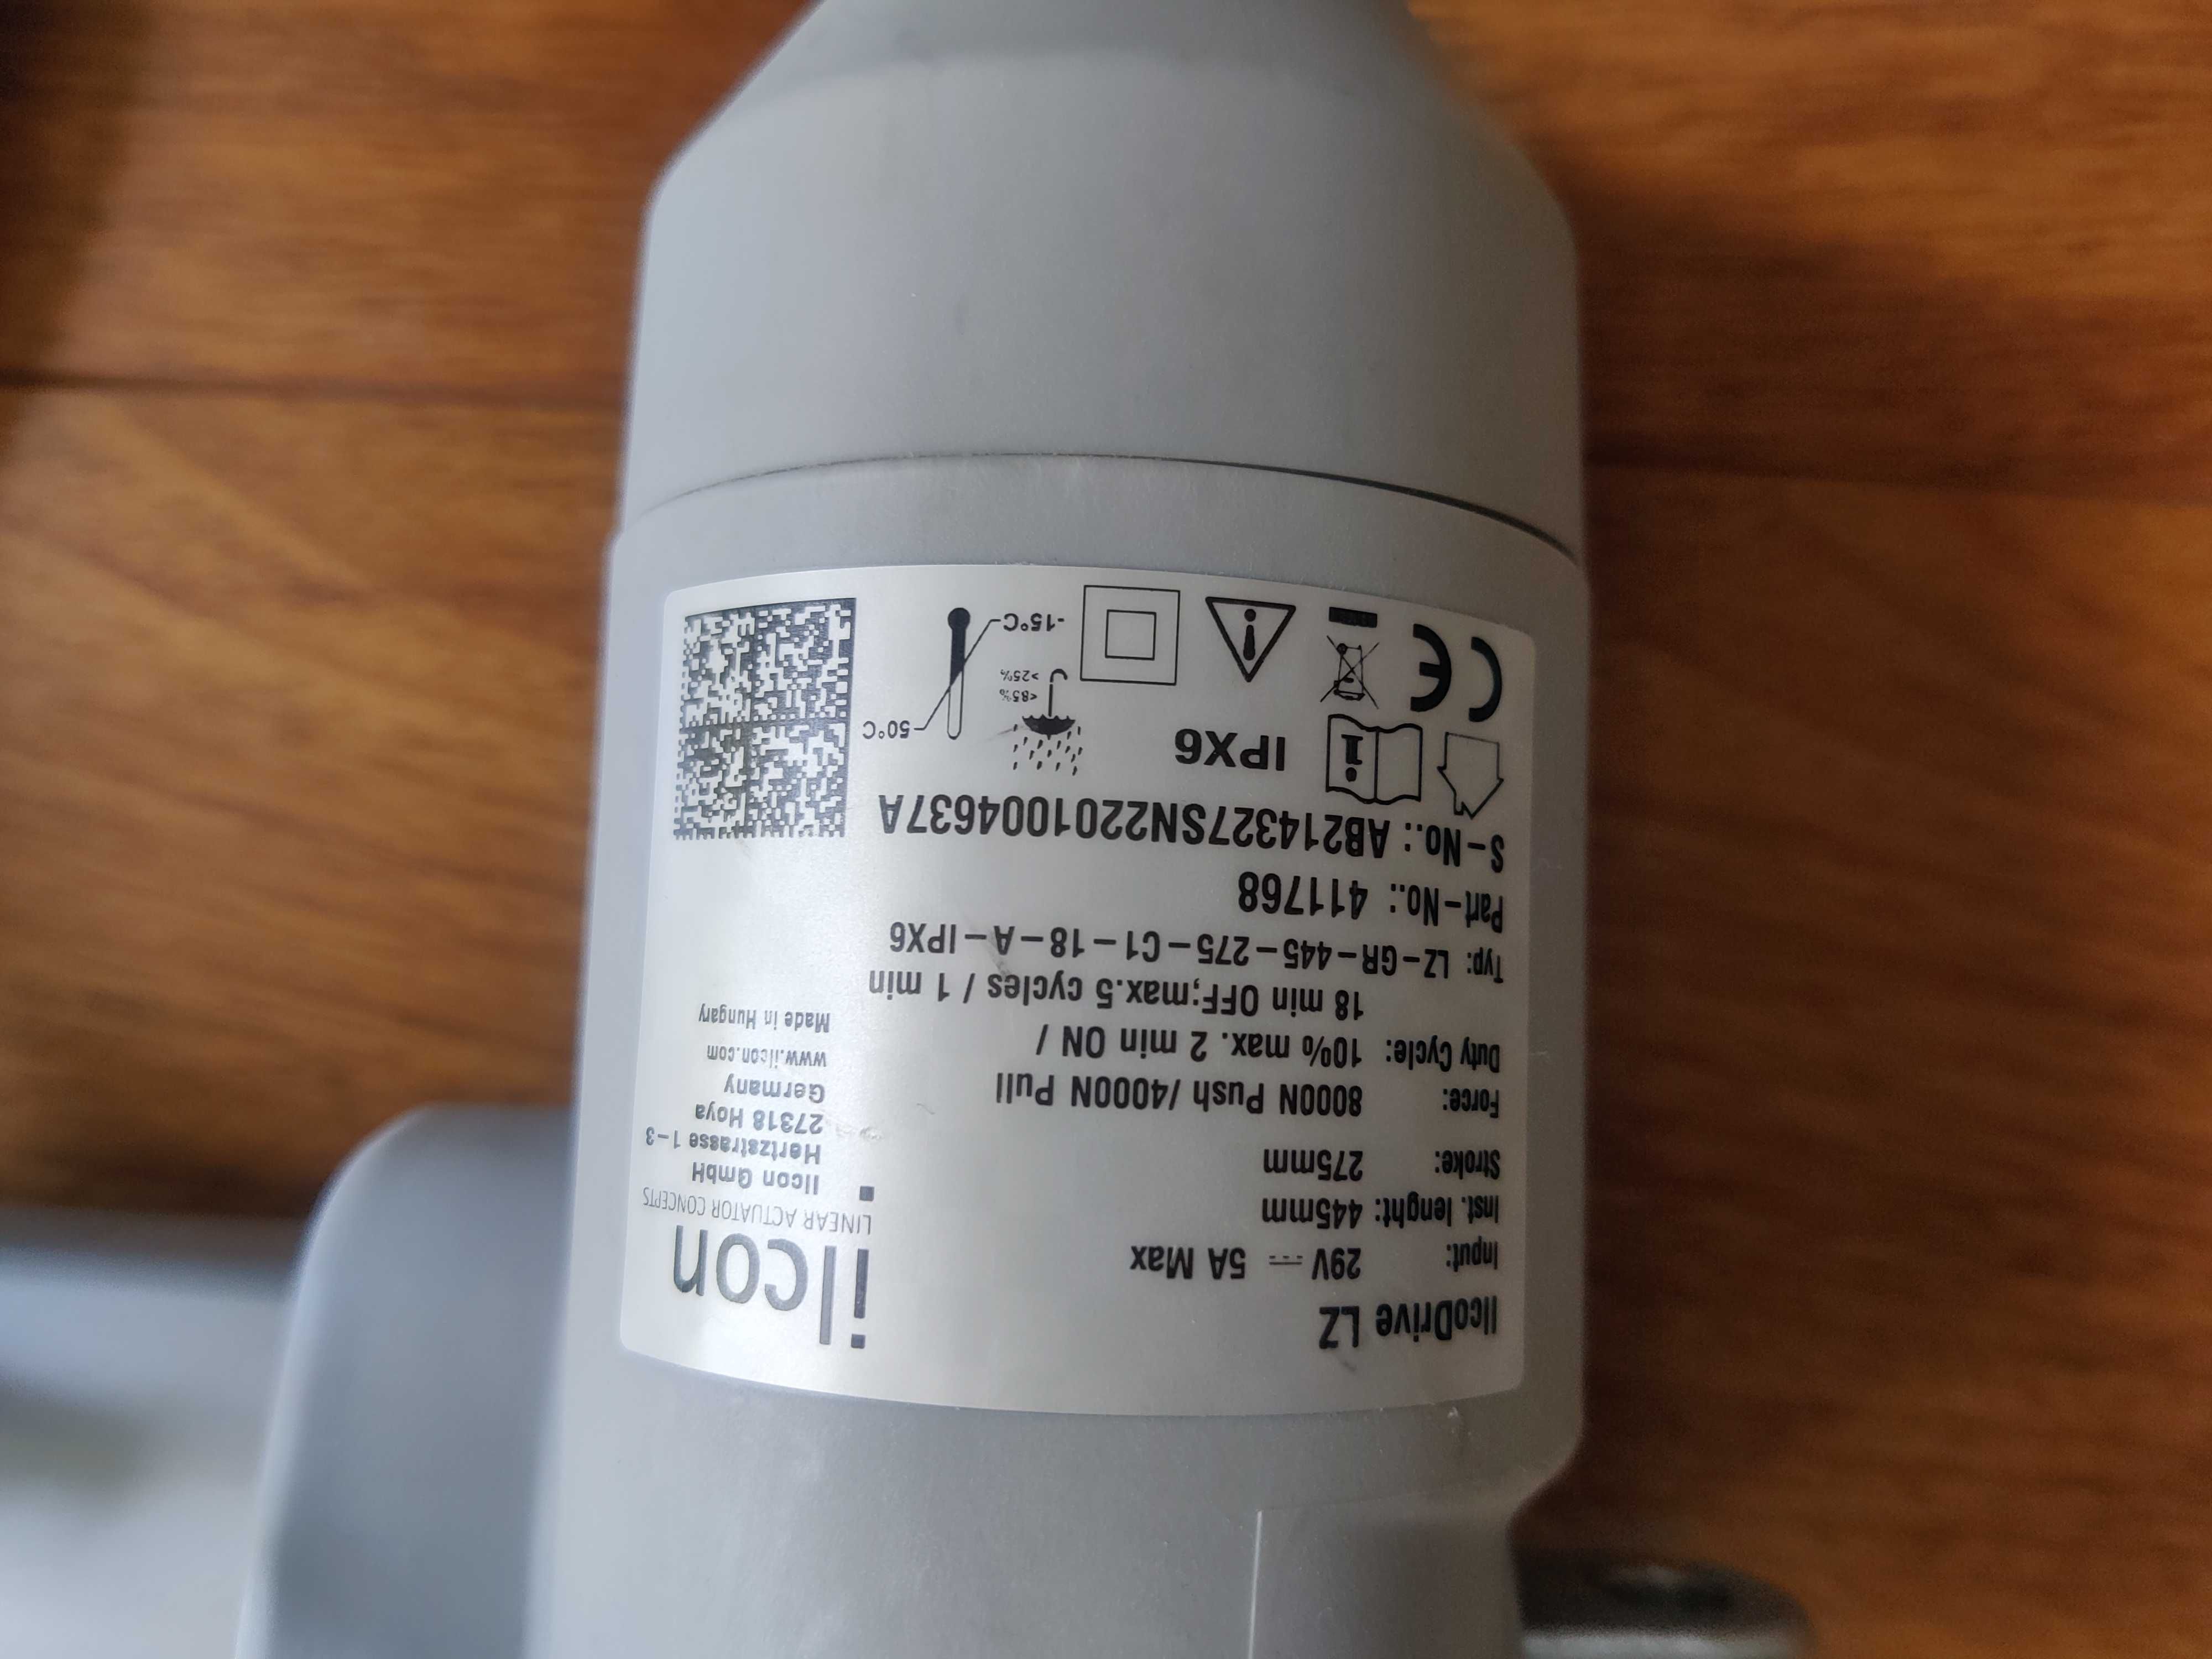 IlcoDrive LZ
Input: 29V ⎓ 5A Max
Inst. lenght: 445mm
Stroke: 275mm
Force: 8000N Push /4000N Pull
Duty Cycle: 10% max. 2 min ON /
18 min OFF;max.5 cycles / 1 min
Typ: LZ-GR-445-275-C1-18-A-IPX6
Part-No.: 411768
S-No.: AB214327SN2201004637A
ilcon
LINEAR ACTUATOR CONCEPTS
Ilcon GmbH
Hertzstrasse 1-3
27318 Hoya
Germany
www.ilcon.com
Made in Hungary
IPX6
<85%
>25%
50°C
-15°C
CE